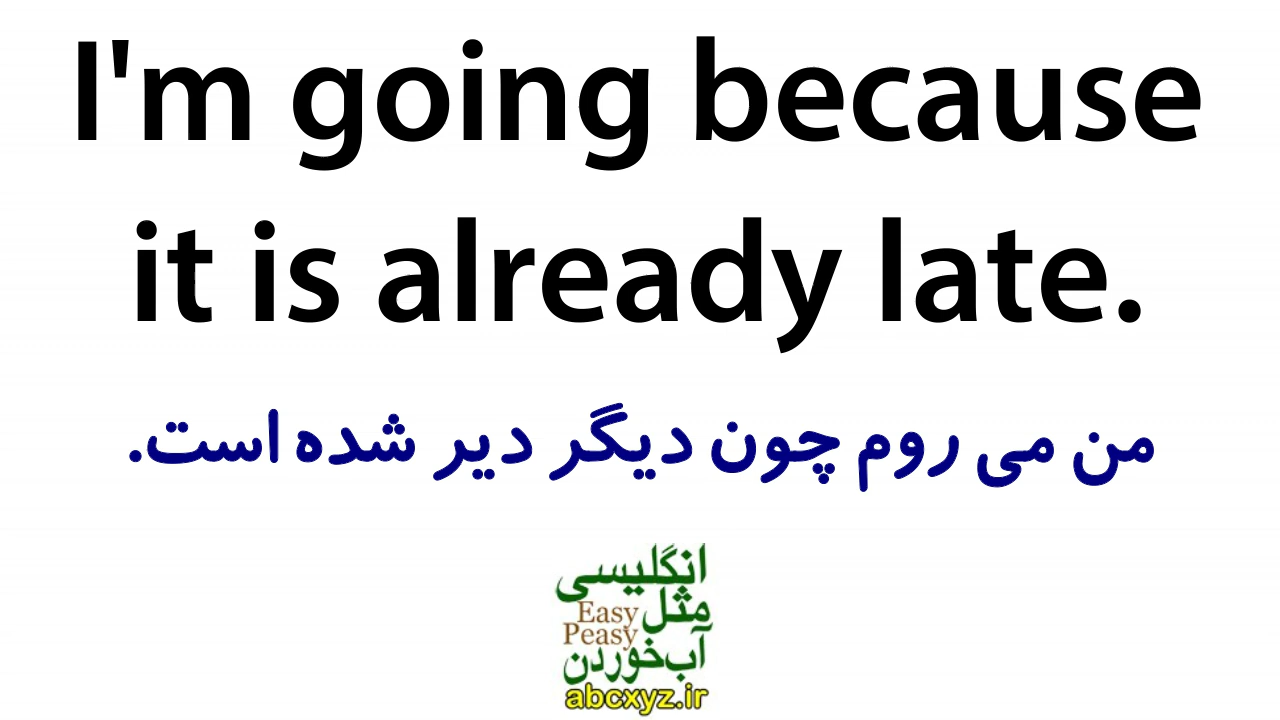 I'm going because
it is already late.
من می روم چون دیگر دیر شده است.
انگلیسی
مثل
Easy
Peasy
آب خوردن
abcxyz.ir